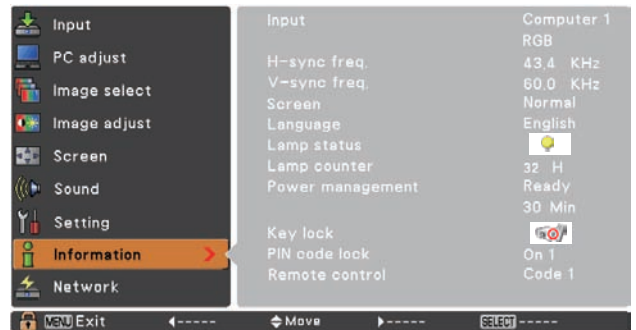 Input
PC adjust
Image select
Image adjust
Screen
Sound
Setting
Information
Network
Input Computer 1
RGB
H-sync freq. 43,4 KHz
V-sync freq. 60,0 KHz
Screen Normal
Language English
Lamp status
Lamp counter 32 H
Power management Ready
30 Min
Key lock
PIN code lock On 1
Remote control Code 1
MENU Exit ◀----- ◆Move ▶----- SELECT -----